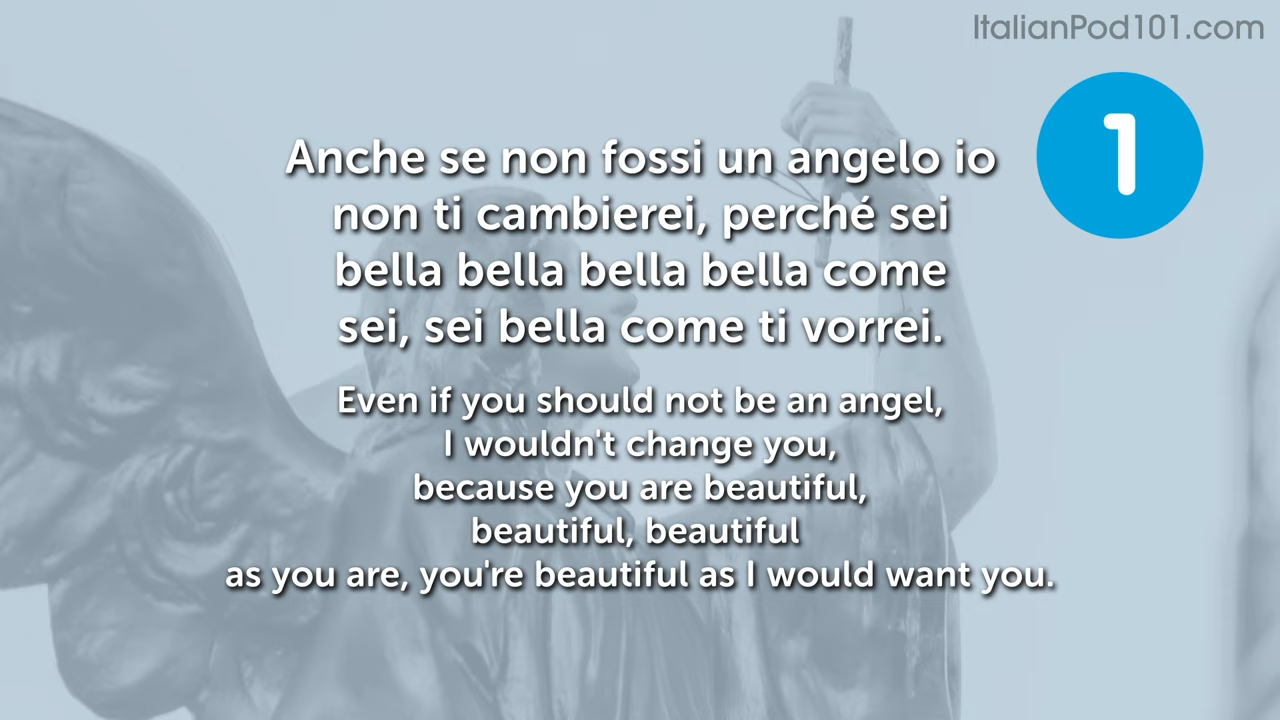 ItalianPod101.com
1
Anche se non fossi un angelo io
non ti cambierei, perché sei
bella bella bella bella come
sei, sei bella come ti vorrei.
Even if you should not be an angel,
I wouldn't change you,
because you are beautiful,
beautiful, beautiful
as you are, you're beautiful as I would want you.